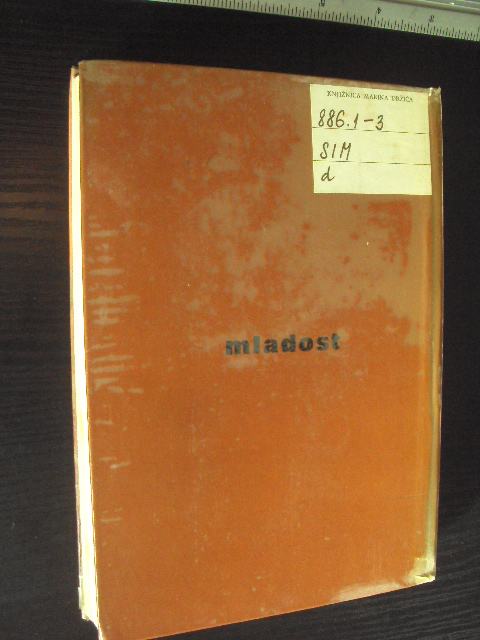 KNJIŽNICA MARINA DRŽIĆA
886.1-3
SIM
d
mladost